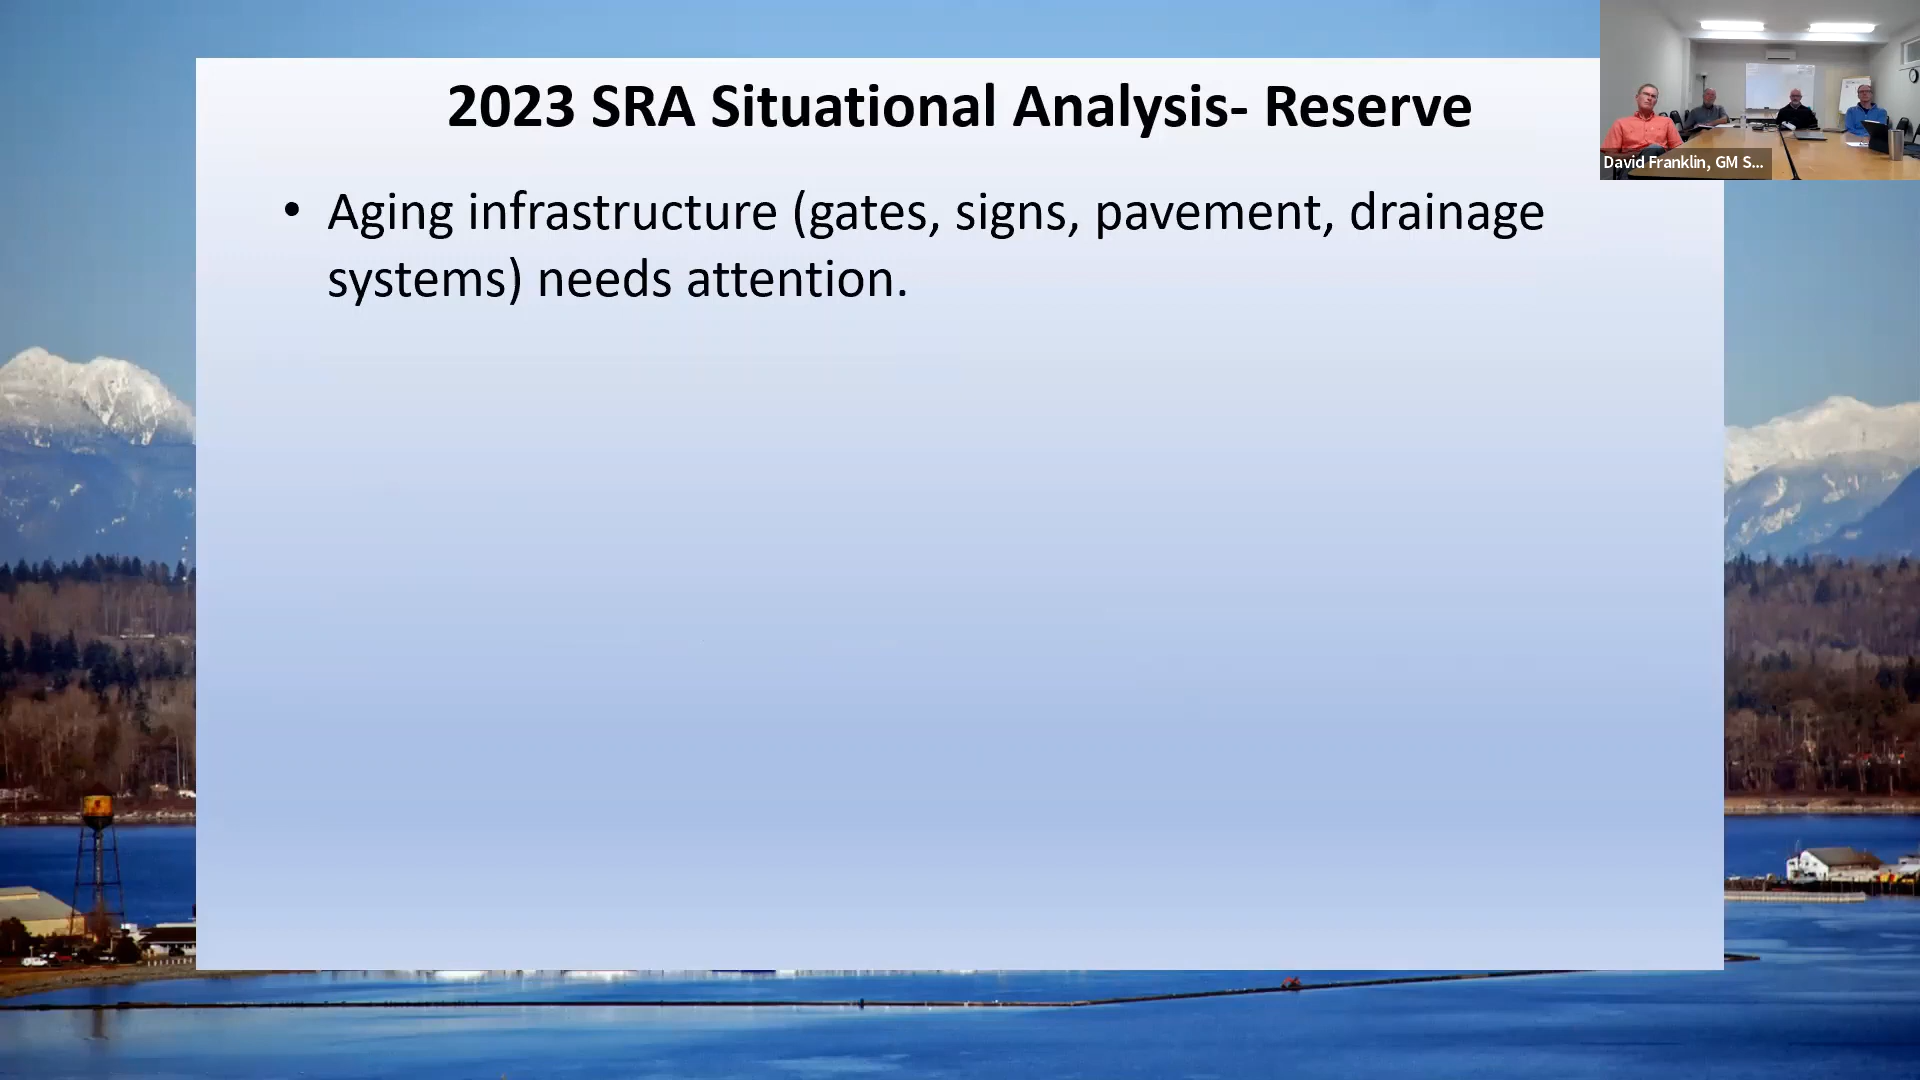 2023 SRA Situational Analysis- Reserve
• Aging infrastructure (gates, signs, pavement, drainage
systems) needs attention.
David Franklin, GM S...